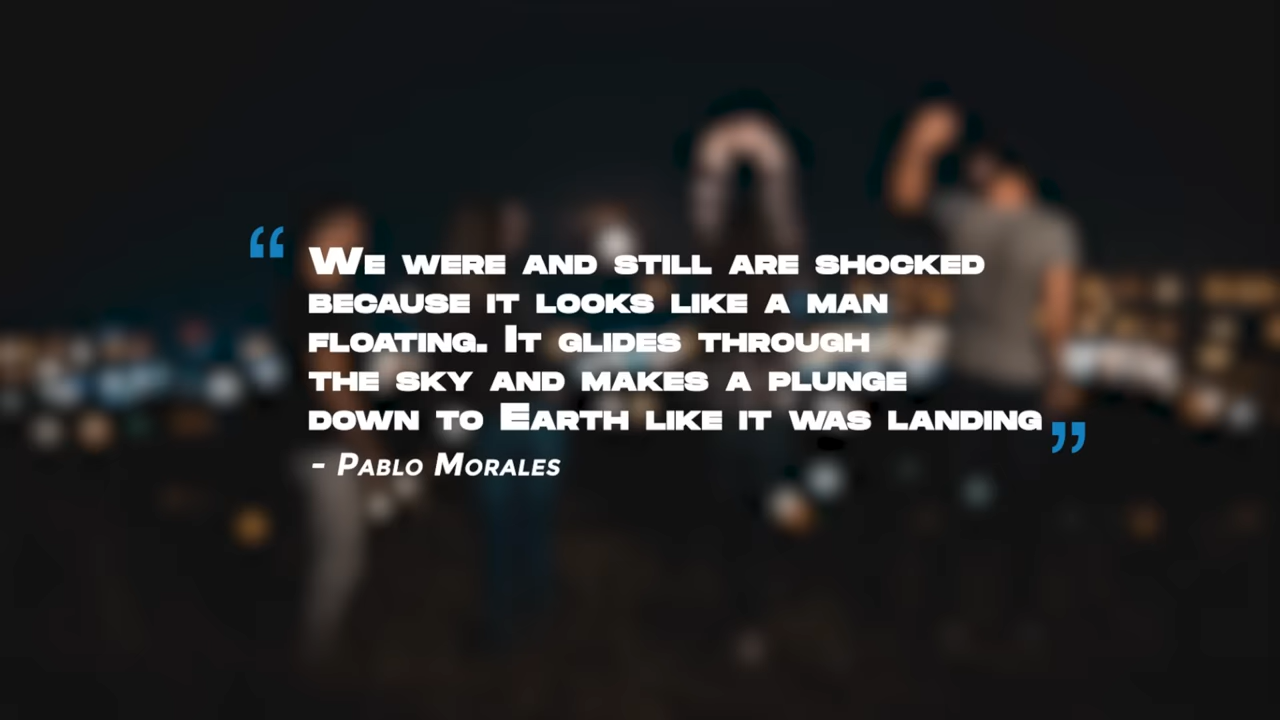 “We were and still are shocked
because it looks like a man
floating. It glides through
the sky and makes a plunge
down to Earth like it was landing”
- Pablo Morales